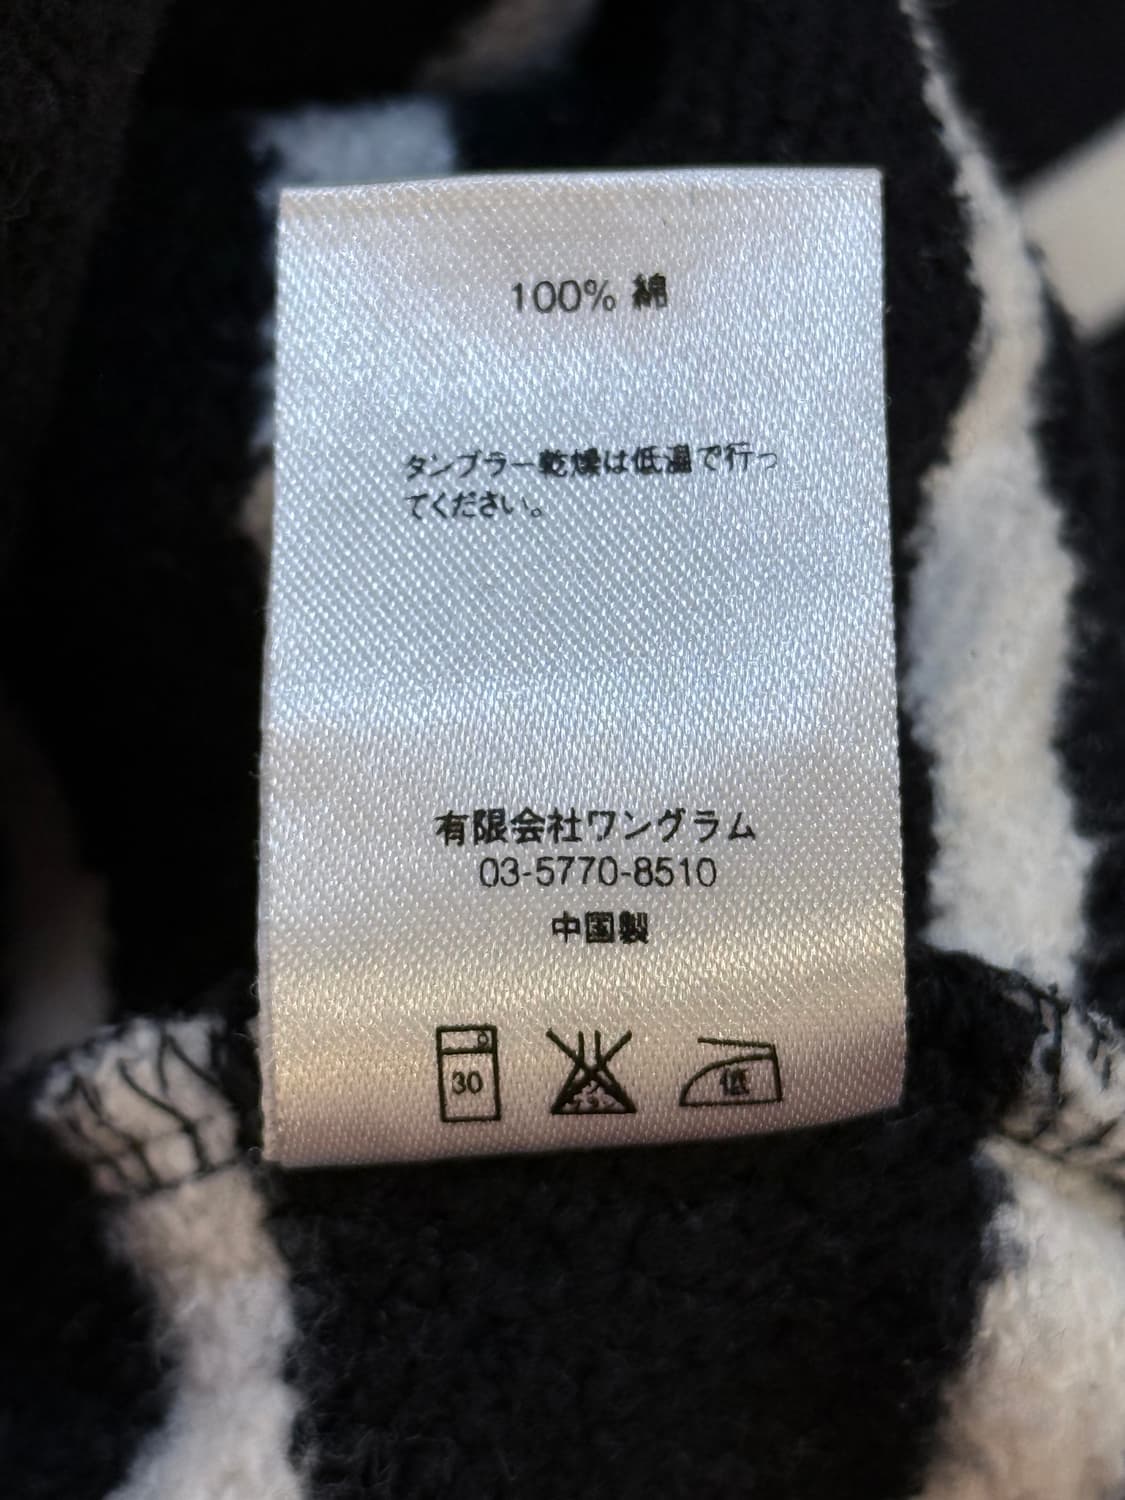 100% 綿
タンブラー乾燥は低温で行っ
てください。
有限会社ワングラム
03-5770-8510
中国製
30
低